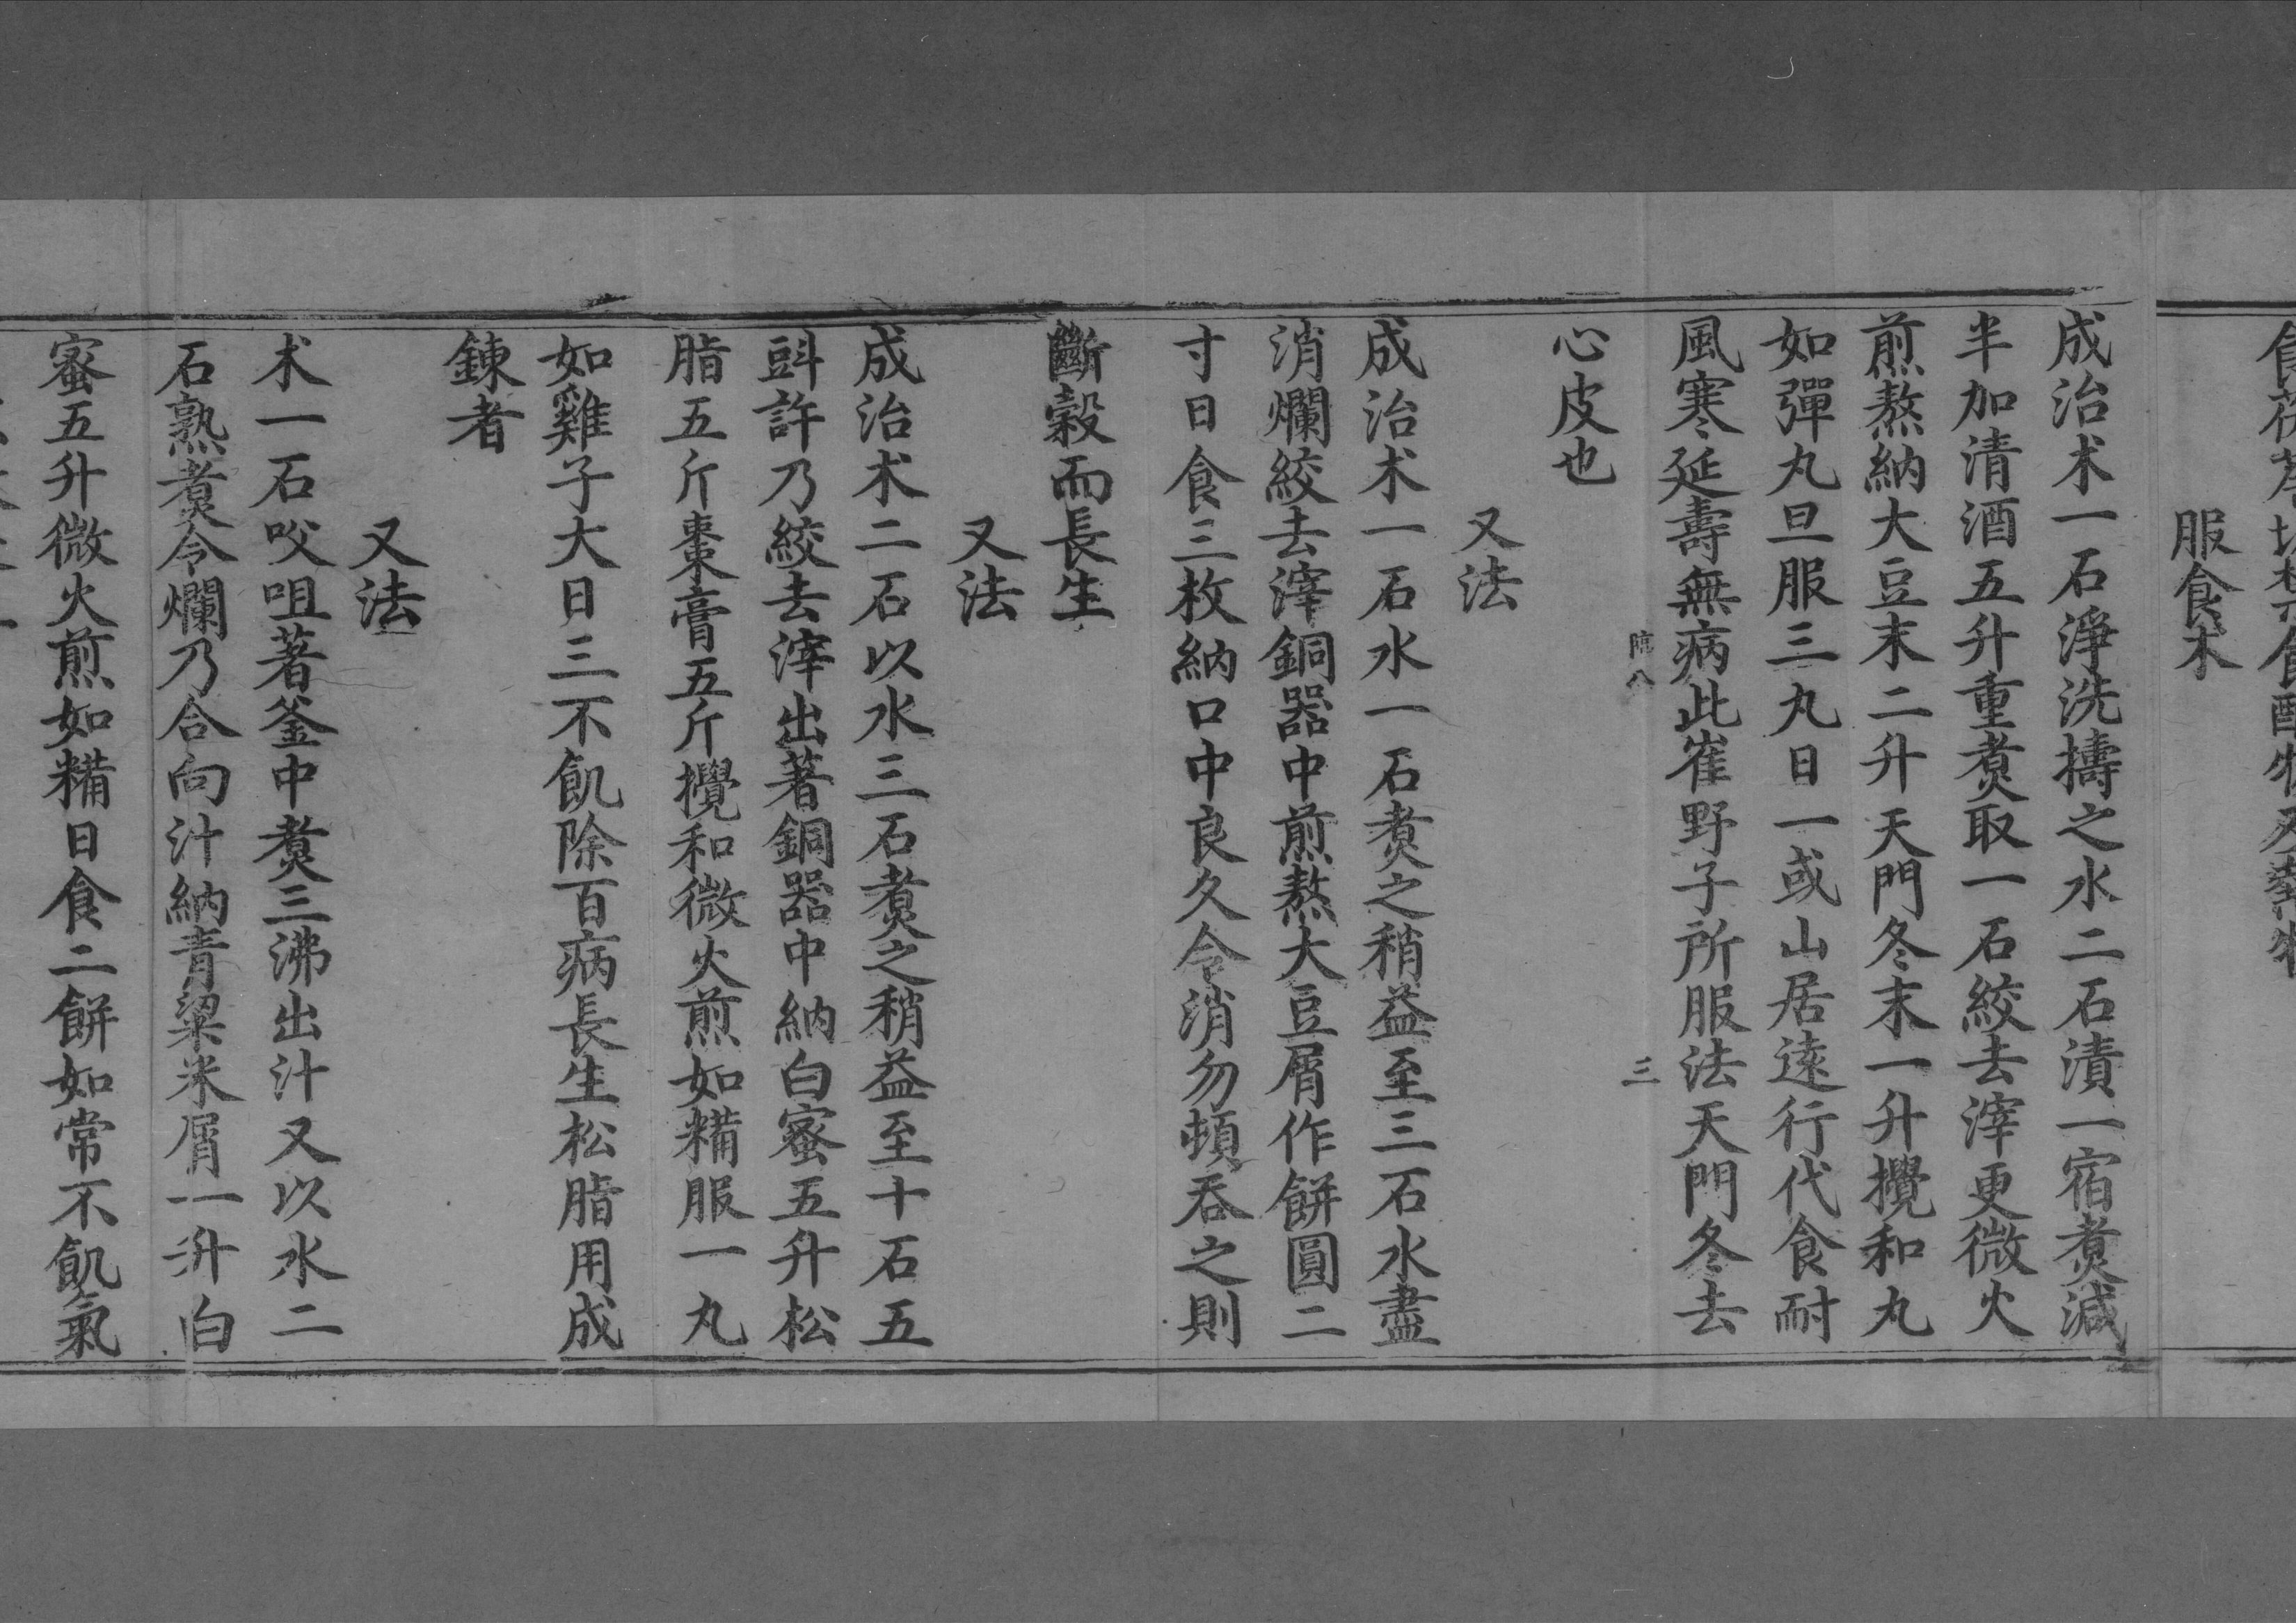 服食术
成治术一石淨洗擣之水二石漬一宿煑減
半加清酒五升重煑取一石絞去滓更微火
煎熬納大豆末二升天門冬末一升攪和丸
如彈丸旦服三丸日一或山居遠行代食耐
風寒延壽無病此崔野子所服法天門冬去
八 三
心皮也
又法
成治术一石水一石煑之稍益至三石水盡
消爛絞去滓銅器中煎熬大豆屑作餅圓二
寸日食三枚納口中良久令消勿頓吞之則
斷穀而長生
又法
成治术二石以水三石煑之稍益至十石五
㪷許乃絞去滓出著銅器中納白蜜五升松
脂五斤棗膏五斤攪和微火煎如糒服一丸
如雞子大日三不飢除百病長生松脂用成
鍊者
又法
术一石㕮咀著釜中煑三沸出汁又以水二
石熟煑令爛乃合向汁納青粱米屑一升白
蜜五升微火煎如糒日食二餅如常不飢氣